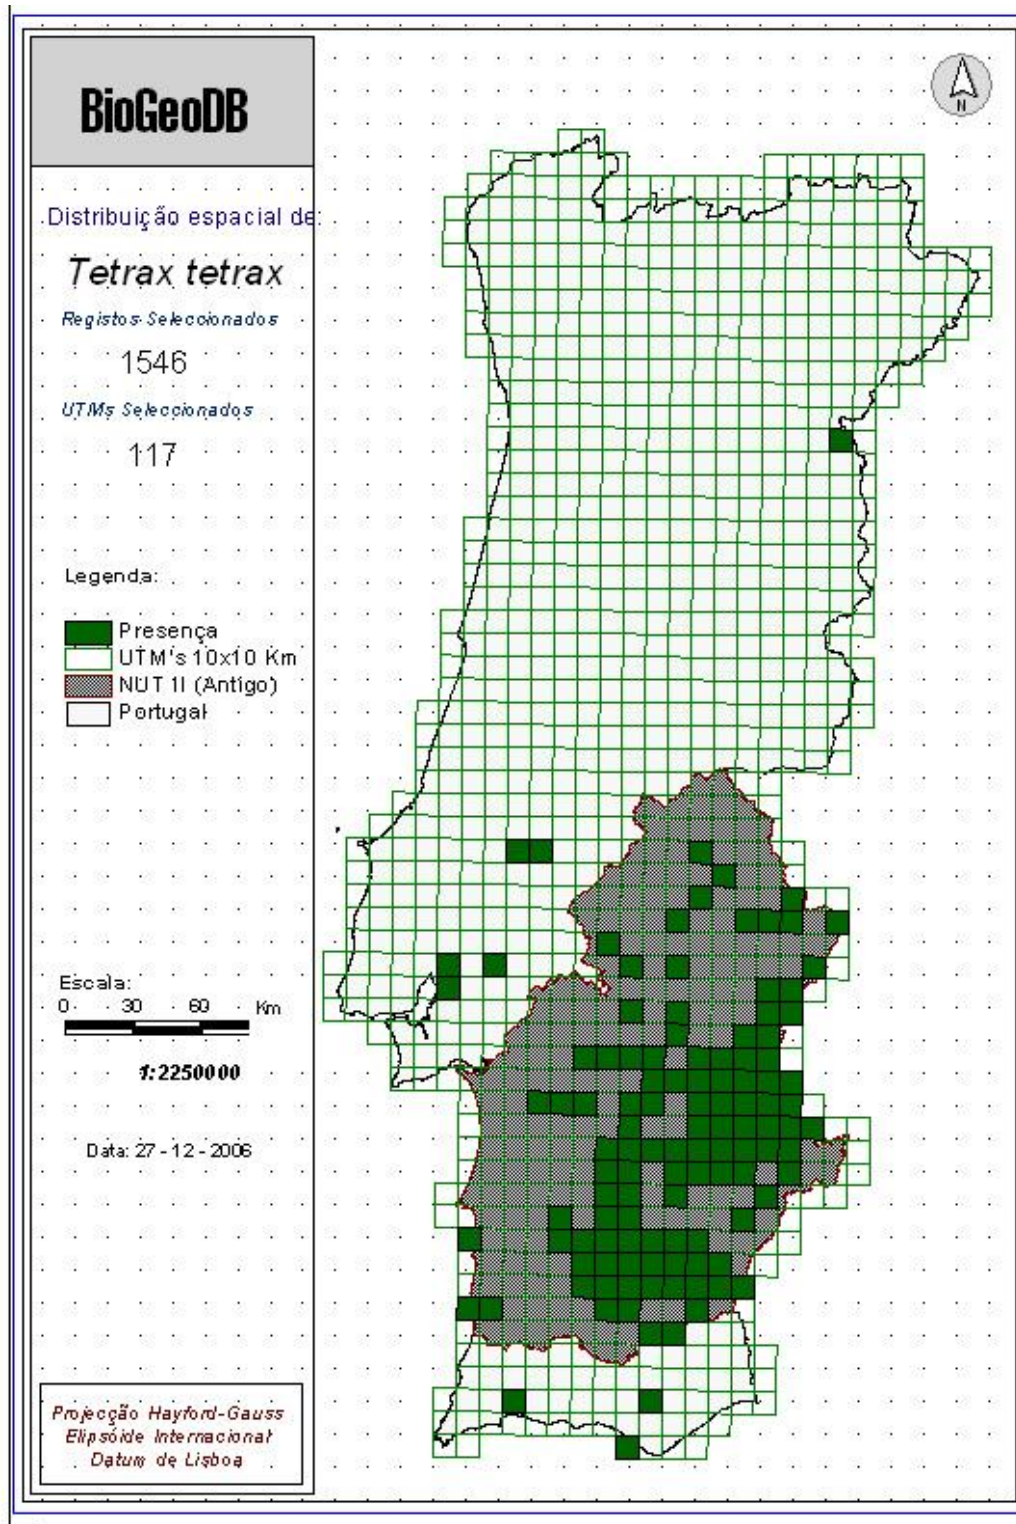 BioGeoDB
N
Distribuição espacial de:
Tetrax tetrax
Registos Seleccionados
1546
UTMs Seleccionados
117
Legenda:
Presença
UTM's 10x10 Km
NUT II (Antigo)
Portugal
Escala:
0 30 60 Km
1:2250000
Data: 27 - 12 - 2006
Projecção Hayford-Gauss
Elipsóide Internacional
Datum de Lisboa